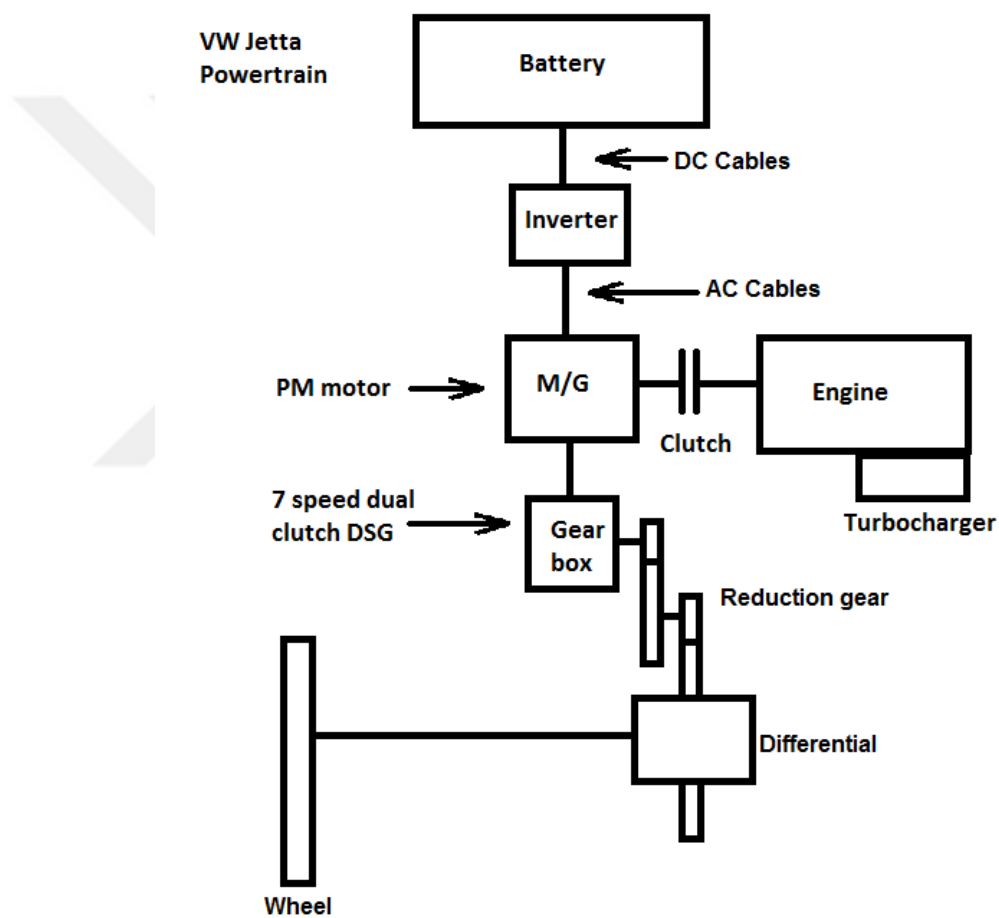 VW Jetta
Powertrain
Battery
DC Cables
Inverter
AC Cables
PM motor
M/G
Engine
Clutch
7 speed dual
clutch DSG
Turbocharger
Gear
box
Reduction gear
Differential
Wheel